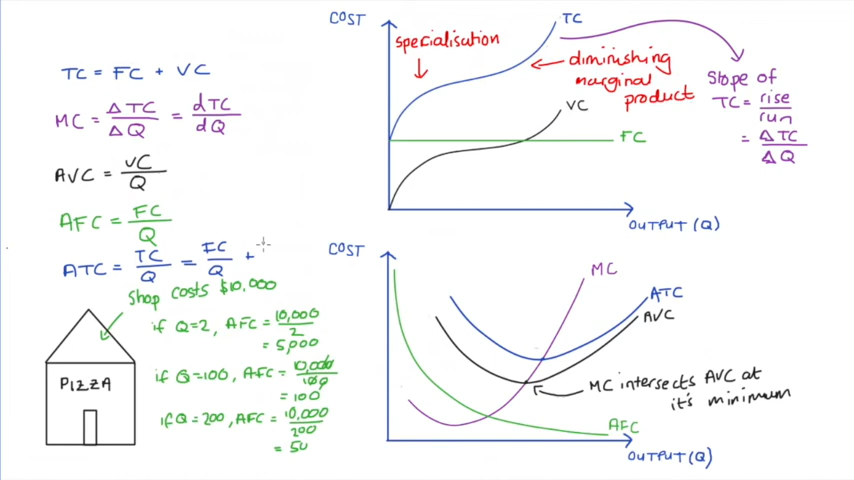 TC = FC + VC
MC = ΔTC/ΔQ = dTC/dQ
AVC = VC/Q
AFC = FC/Q
ATC = TC/Q = FC/Q +
Shop costs $10,000
if Q=2, AFC = 10,000/2
= 5,000
if Q=100, AFC = 10,000/100
= 100
if Q=200, AFC = 10,000/200
= 50
PIZZA
COST
TC
specialisation
diminishing
marginal
product
VC
FC
OUTPUT (Q)
Slope of
TC = rise/run
= ΔTC/ΔQ
COST
MC
ATC
AVC
MC intersects AVC at
it's minimum
AFC
OUTPUT (Q)